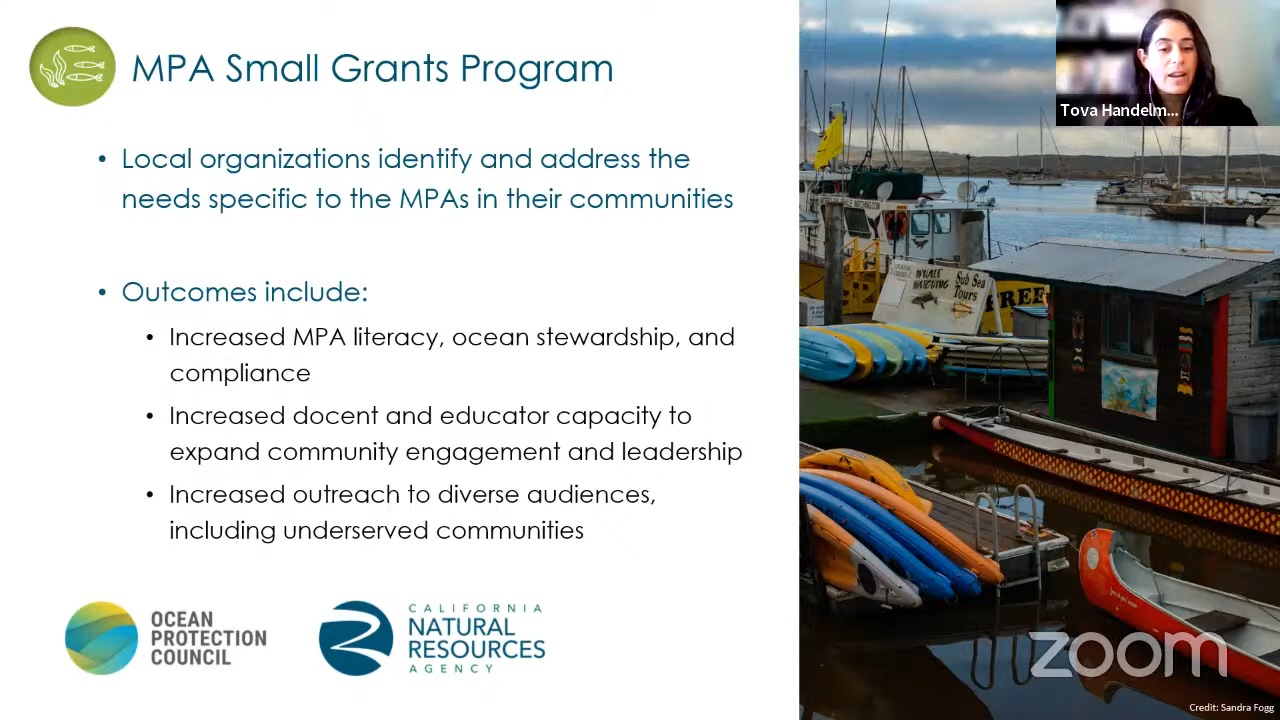 MPA Small Grants Program
• Local organizations identify and address the
needs specific to the MPAs in their communities
• Outcomes include:
• Increased MPA literacy, ocean stewardship, and
compliance
• Increased docent and educator capacity to
expand community engagement and leadership
• Increased outreach to diverse audiences,
including underserved communities
OCEAN
PROTECTION
COUNCIL
CALIFORNIA
NATURAL
RESOURCES
AGENCY
Tova Handelm...
WHALE
WATCHING
Sub Sea
Tours
REE
zoom
Credit: Sandra Fogg